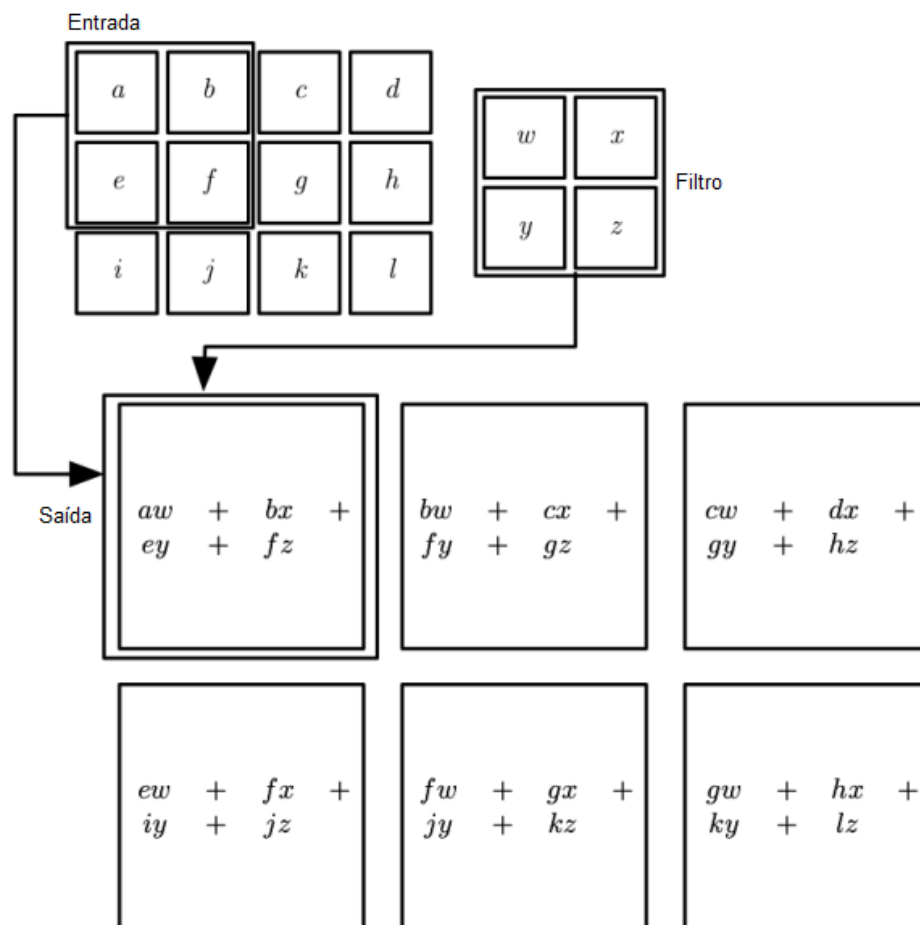 Entrada
a b c d
e f g h
i j k l
w x
y z
Filtro
Saída
aw + bx +
ey + fz
bw + cx +
fy + gz
cw + dx +
gy + hz
ew + fx +
iy + jz
fw + gx +
jy + kz
gw + hx +
ky + lz